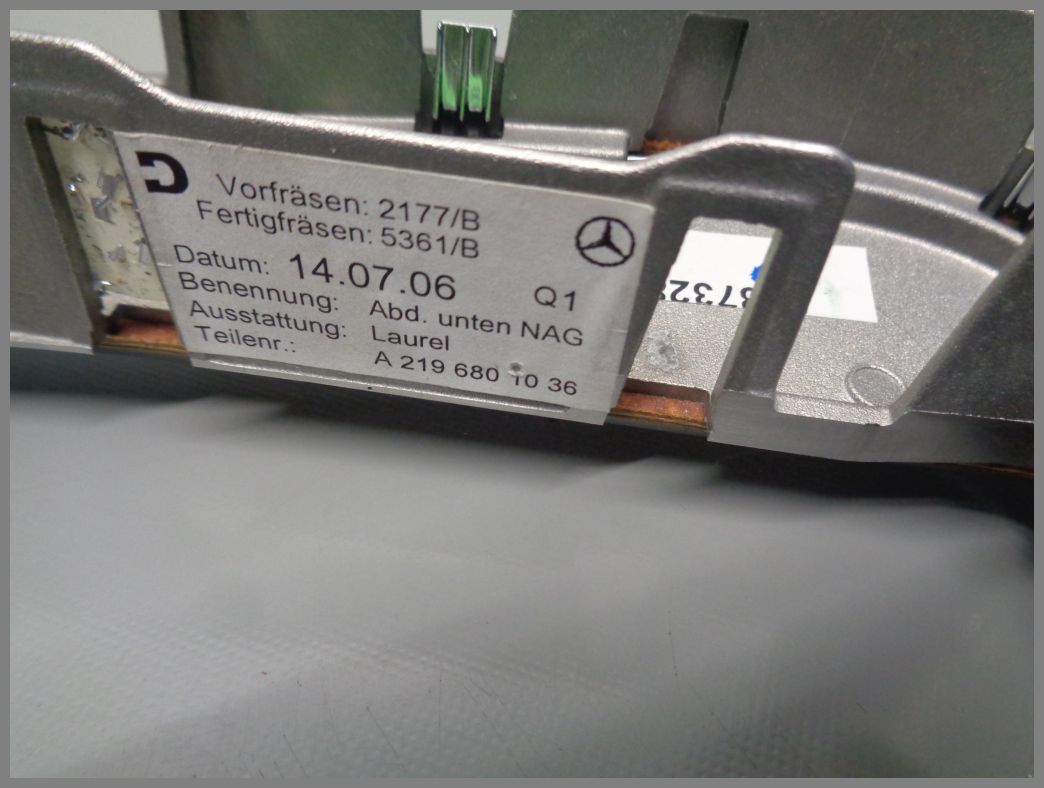 Vorfräsen: 2177/B
Fertigfräsen: 5361/B
Datum: 14.07.06 Q1
Benennung: Abd. unten NAG
Ausstattung: Laurel
Teilenr.: A 219 680 10 36
8732